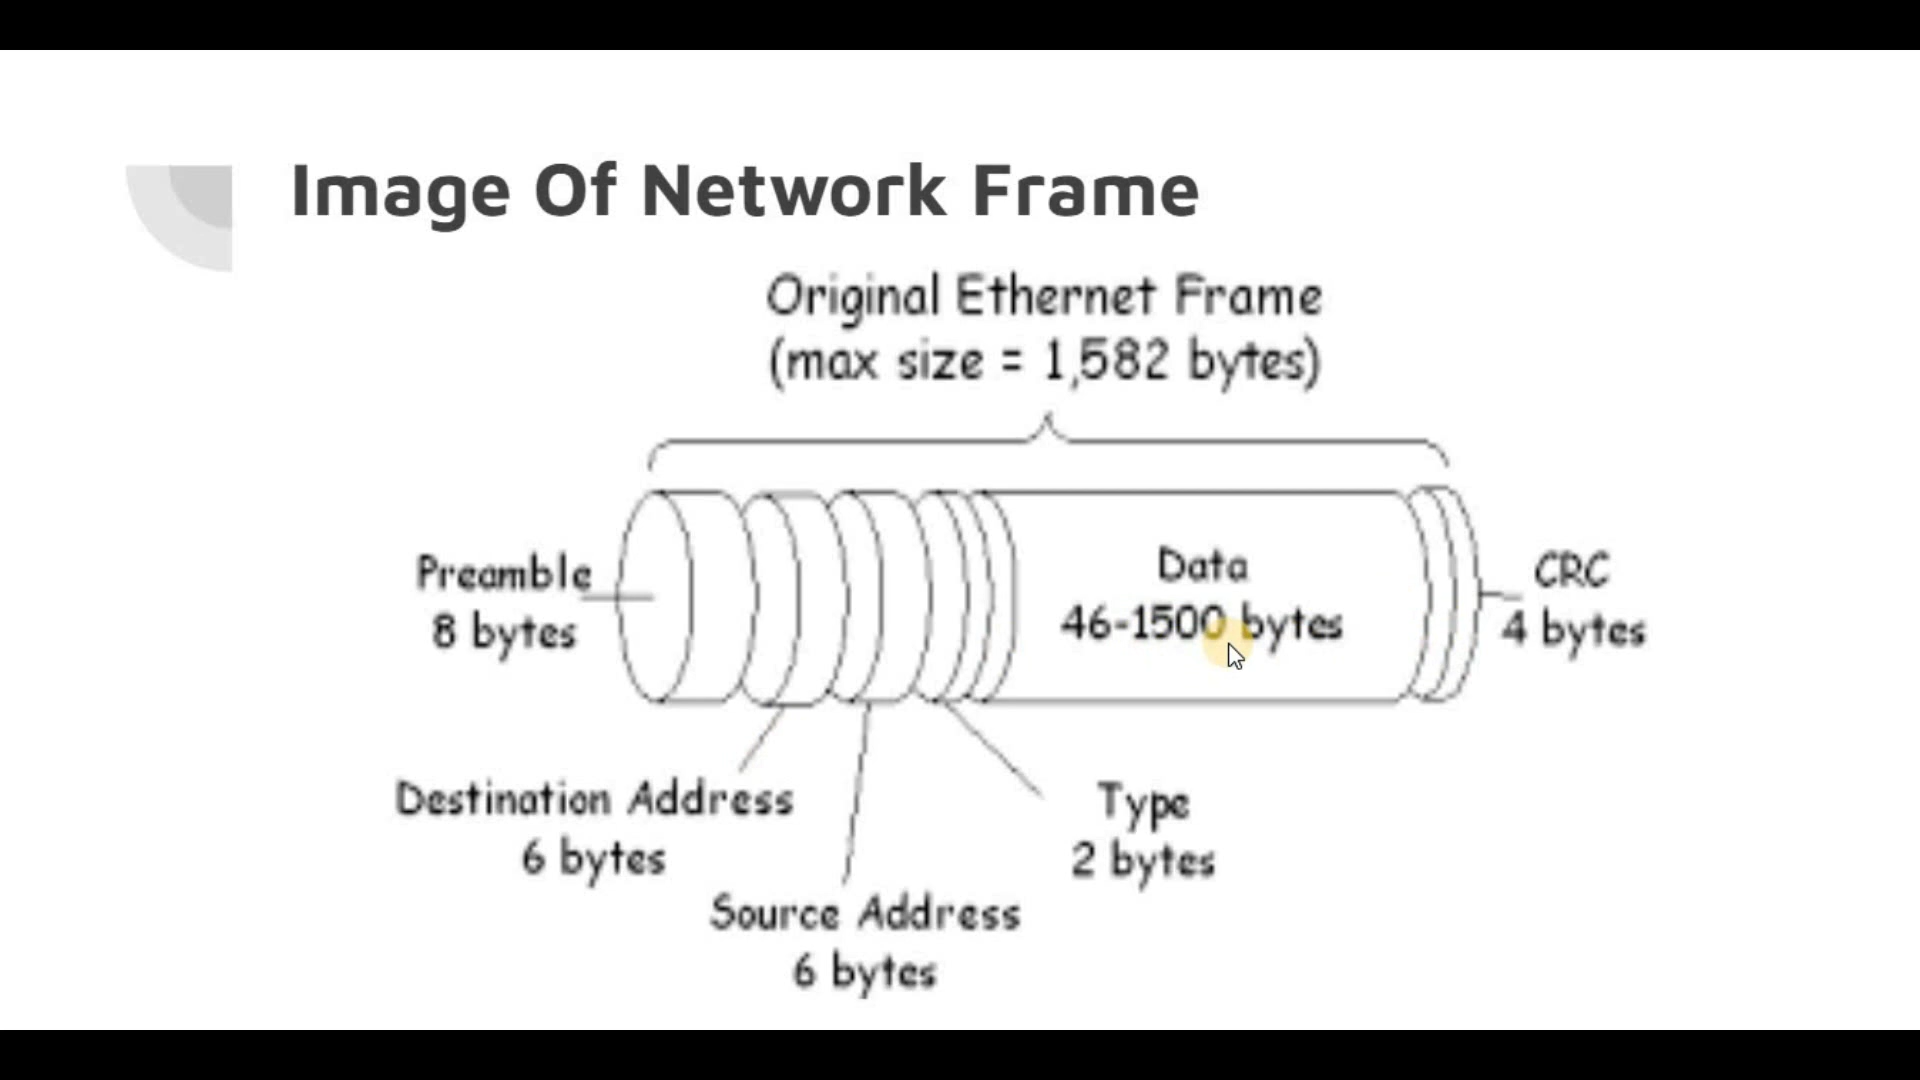 Image Of Network Frame
Original Ethernet Frame
(max size = 1,582 bytes)
Preamble
8 bytes
Data
46-1500 bytes
CRC
4 bytes
Destination Address
6 bytes
Source Address
6 bytes
Type
2 bytes